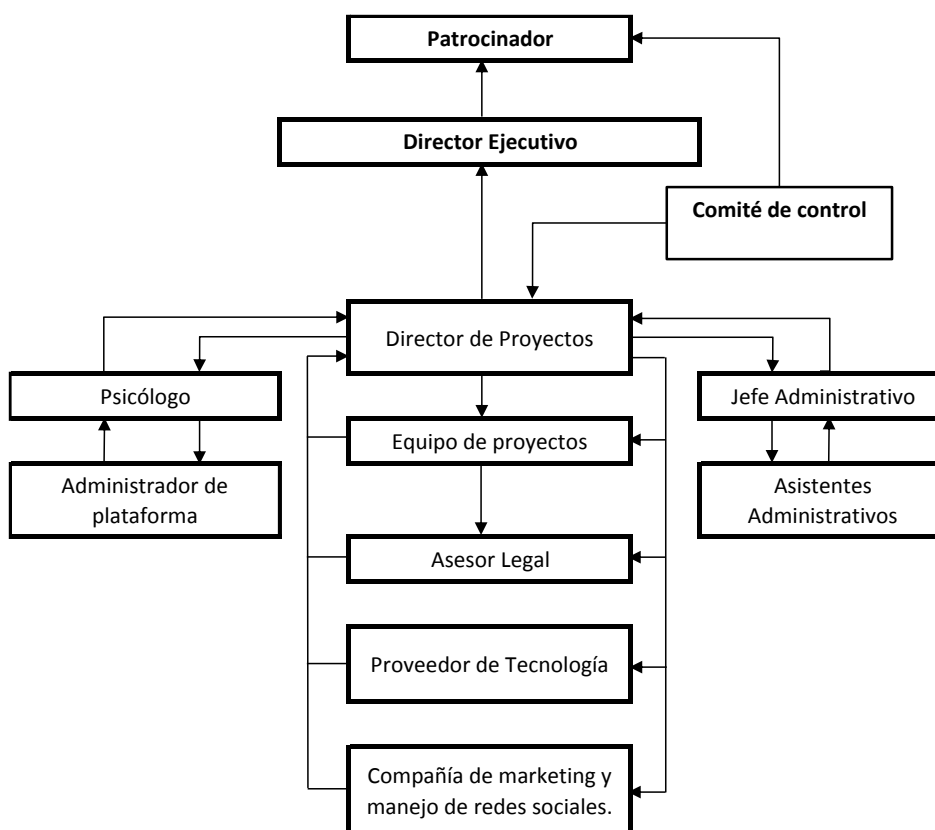 Patrocinador
Director Ejecutivo
Comité de control
Director de Proyectos
Psicólogo
Jefe Administrativo
Equipo de proyectos
Administrador de
plataforma
Asistentes
Administrativos
Asesor Legal
Proveedor de Tecnología
Compañía de marketing y
manejo de redes sociales.